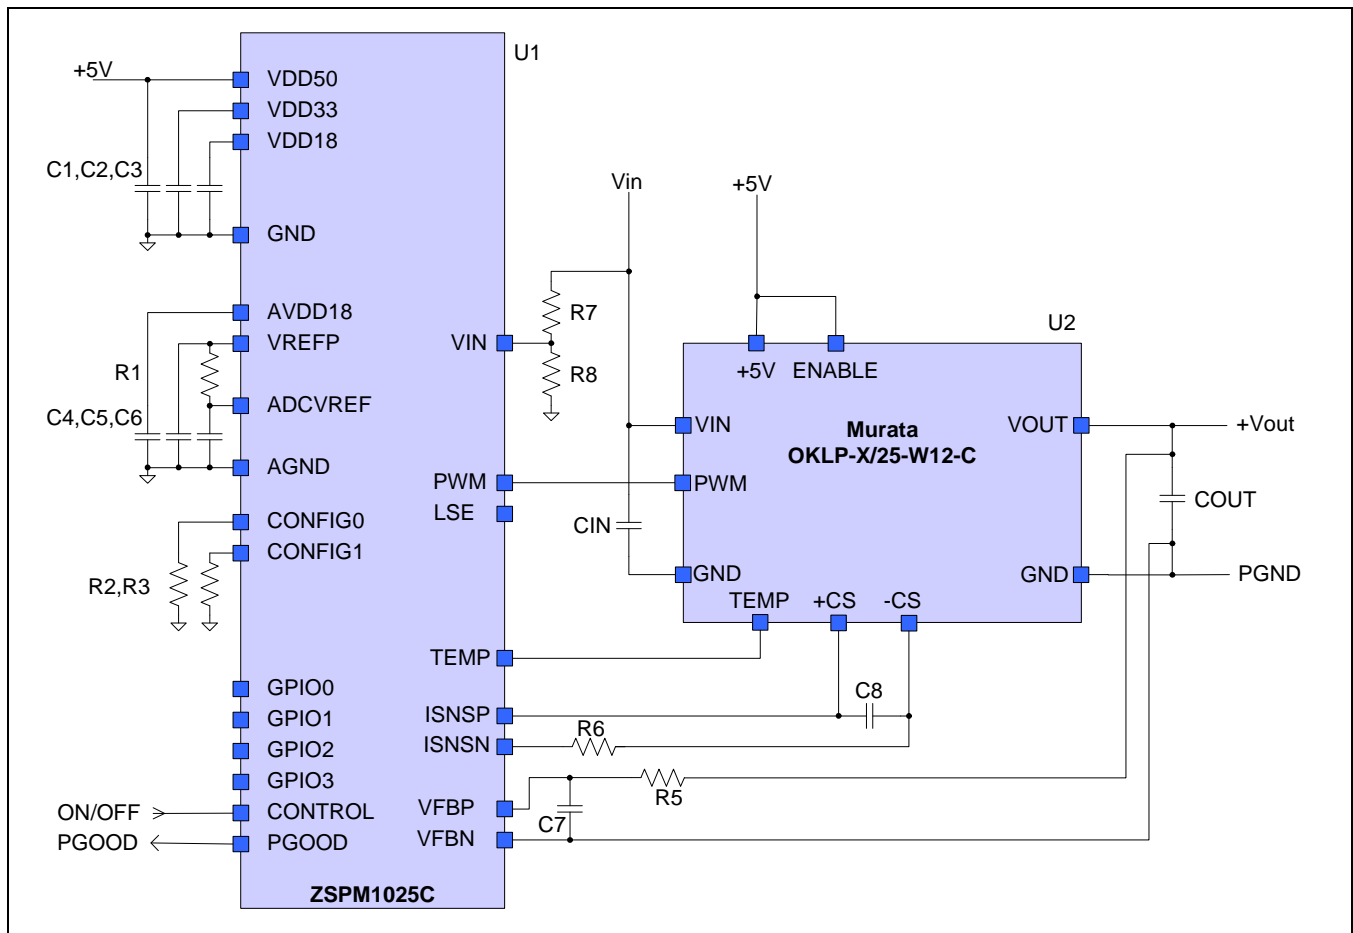 U1
+5V
VDD50
VDD33
VDD18
C1,C2,C3
GND
AVDD18
VREFP
R1
ADCVREF
C4,C5,C6
AGND
CONFIG0
CONFIG1
R2,R3
GPIO0
GPIO1
GPIO2
GPIO3
ON/OFF
CONTROL
PGOOD
PGOOD
VIN
PWM
LSE
TEMP
ISNSP
ISNSN
VFBP
VFBN
ZSPM1025C
Vin
R7
R8
CIN
+5V
U2
+5V
ENABLE
VIN
Murata
OKLP-X/25-W12-C
VOUT
+Vout
PWM
COUT
GND
GND
PGND
TEMP
+CS
-CS
C8
R6
R5
C7